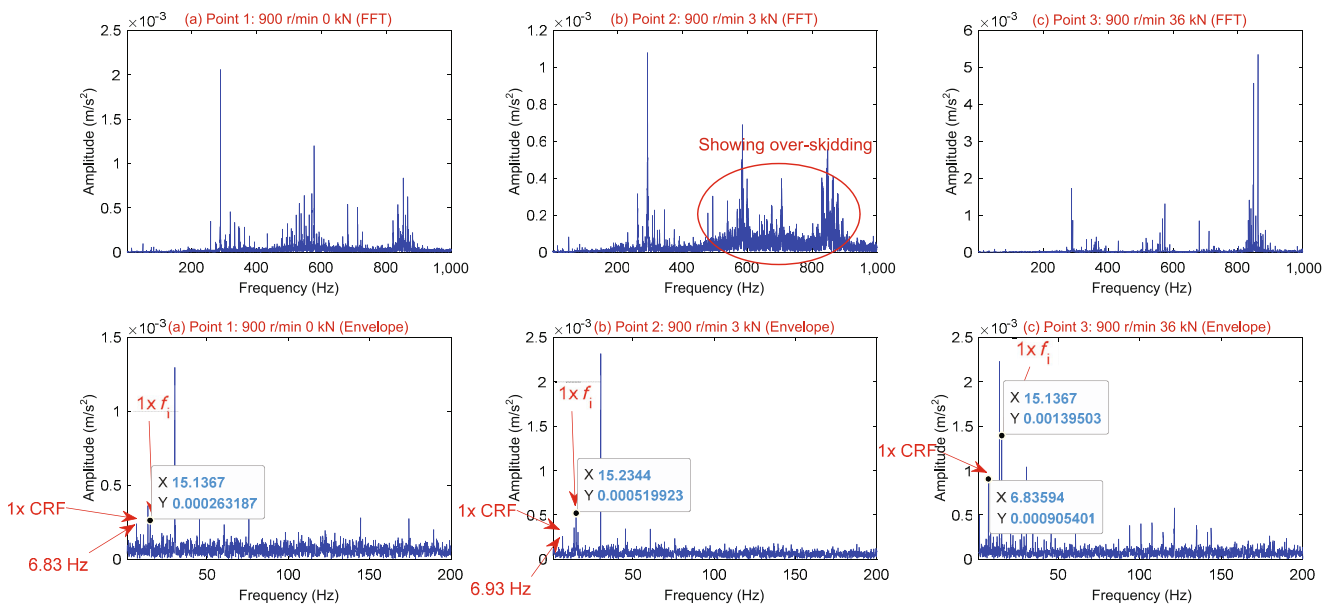 (a) Point 1: 900 r/min 0 kN (FFT)
×10⁻³
2.5
2
1.5
1
0.5
0
200 400 600 800 1,000
Amplitude (m/s²)
Frequency (Hz)
(b) Point 2: 900 r/min 3 kN (FFT)
×10⁻³
1.2
1
0.8
0.6
0.4
0.2
0
Showing over-skidding
200 400 600 800 1,000
Amplitude (m/s²)
Frequency (Hz)
(c) Point 3: 900 r/min 36 kN (FFT)
×10⁻³
6
5
4
3
2
1
0
200 400 600 800 1,000
Amplitude (m/s²)
Frequency (Hz)
(a) Point 1: 900 r/min 0 kN (Envelope)
×10⁻³
1.5
1
0.5
0
1x fᵢ
X 15.1367
Y 0.000263187
1x CRF
6.83 Hz
50 100 150 200
Amplitude (m/s²)
Frequency (Hz)
(b) Point 2: 900 r/min 3 kN (Envelope)
×10⁻³
2.5
2
1.5
1
0.5
0
1x fᵢ
X 15.2344
Y 0.000519923
1x CRF
6.93 Hz
50 100 150 200
Amplitude (m/s²)
Frequency (Hz)
(c) Point 3: 900 r/min 36 kN (Envelope)
×10⁻³
2.5
2
1.5
1
0.5
0
1x fᵢ
X 15.1367
Y 0.00139503
1x CRF
X 6.83594
Y 0.000905401
50 100 150 200
Amplitude (m/s²)
Frequency (Hz)